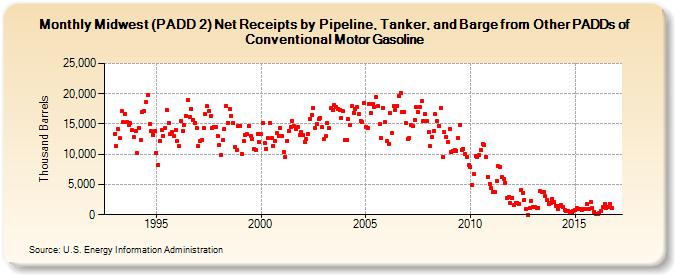 Monthly Midwest (PADD 2) Net Receipts by Pipeline, Tanker, and Barge from Other PADDs of
Conventional Motor Gasoline
Thousand Barrels
25,000
20,000
15,000
10,000
5,000
0
1995
2000
2005
2010
2015
Source: U.S. Energy Information Administration